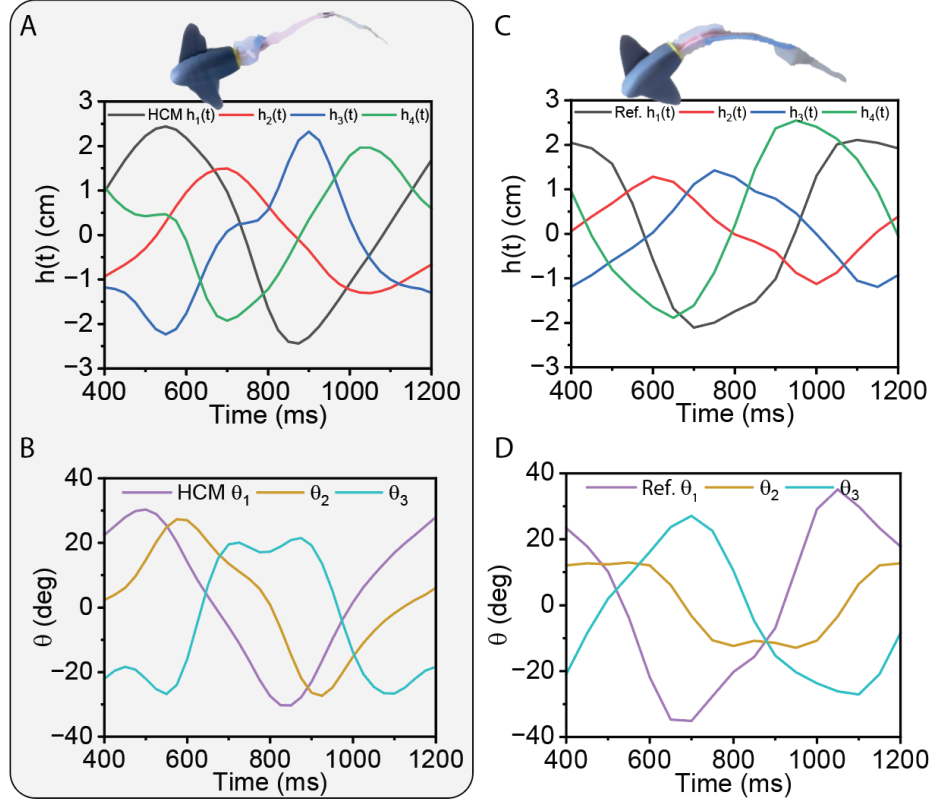 A
HCM h₁(t) h₂(t) h₃(t) h₄(t)
3
2
1
0
−1
−2
−3
h(t) (cm)
400 600 800 1000 1200
Time (ms)
B
HCM θ₁ θ₂ θ₃
40
20
0
−20
−40
θ (deg)
400 600 800 1000 1200
Time (ms)
C
Ref. h₁(t) h₂(t) h₃(t) h₄(t)
3
2
1
0
−1
−2
−3
h(t) (cm)
400 600 800 1000 1200
Time (ms)
D
Ref. θ₁ θ₂ θ₃
40
20
0
−20
−40
θ (deg)
400 600 800 1000 1200
Time (ms)